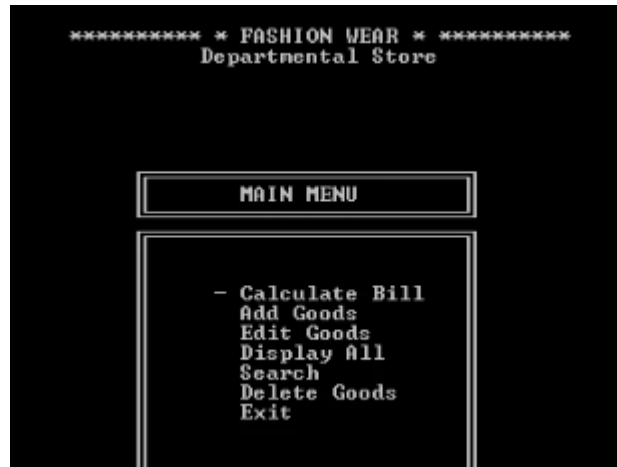 ********** * FASHION WEAR * **********
Departmental Store
MAIN MENU
- Calculate Bill
Add Goods
Edit Goods
Display All
Search
Delete Goods
Exit